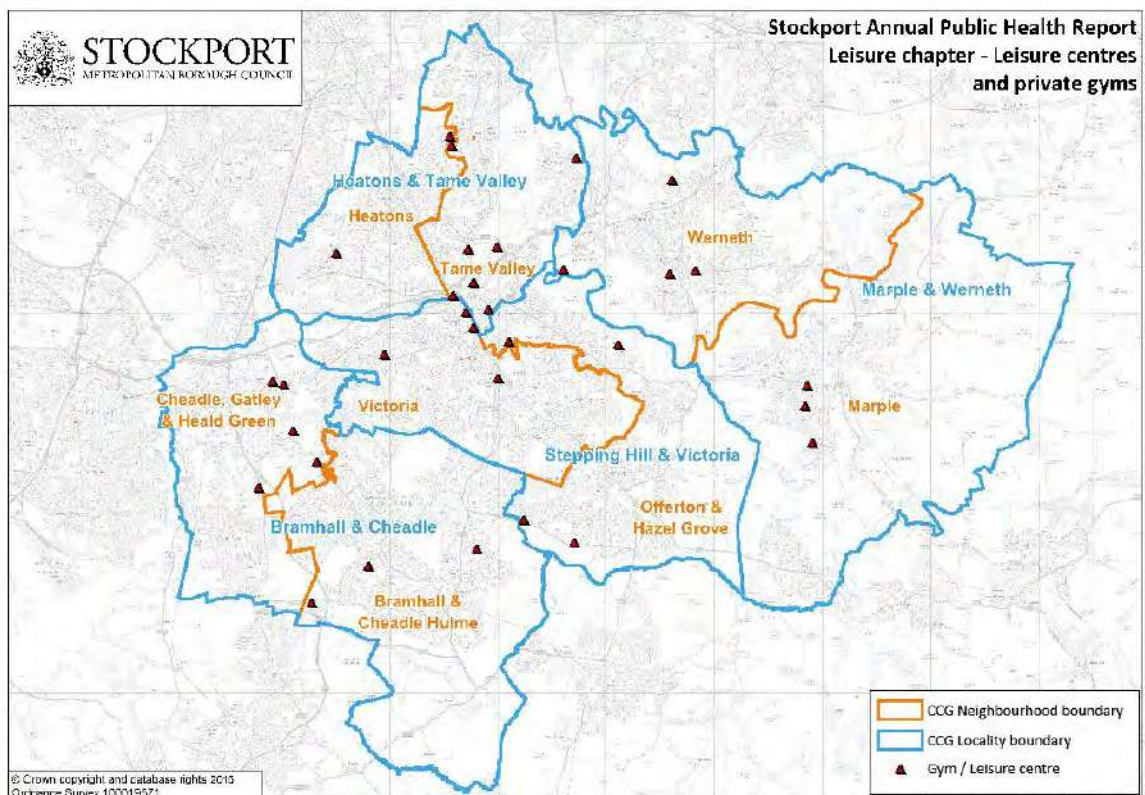 STOCKPORT
METROPOLITAN BOROUGH COUNCIL
Stockport Annual Public Health Report
Leisure chapter - Leisure centres
and private gyms
Heatons & Tame Valley
Heatons
Werneth
Tame Valley
Marple & Werneth
Cheadle, Gatley
& Heald Green
Victoria
Marple
Stepping Hill & Victoria
Offerton &
Hazel Grove
Bramhall & Cheadle
Bramhall &
Cheadle Hulme
CCG Neighbourhood boundary
CCG Locality boundary
Gym / Leisure centre
© Crown copyright and database rights 2015
Ordnance Survey 100019571